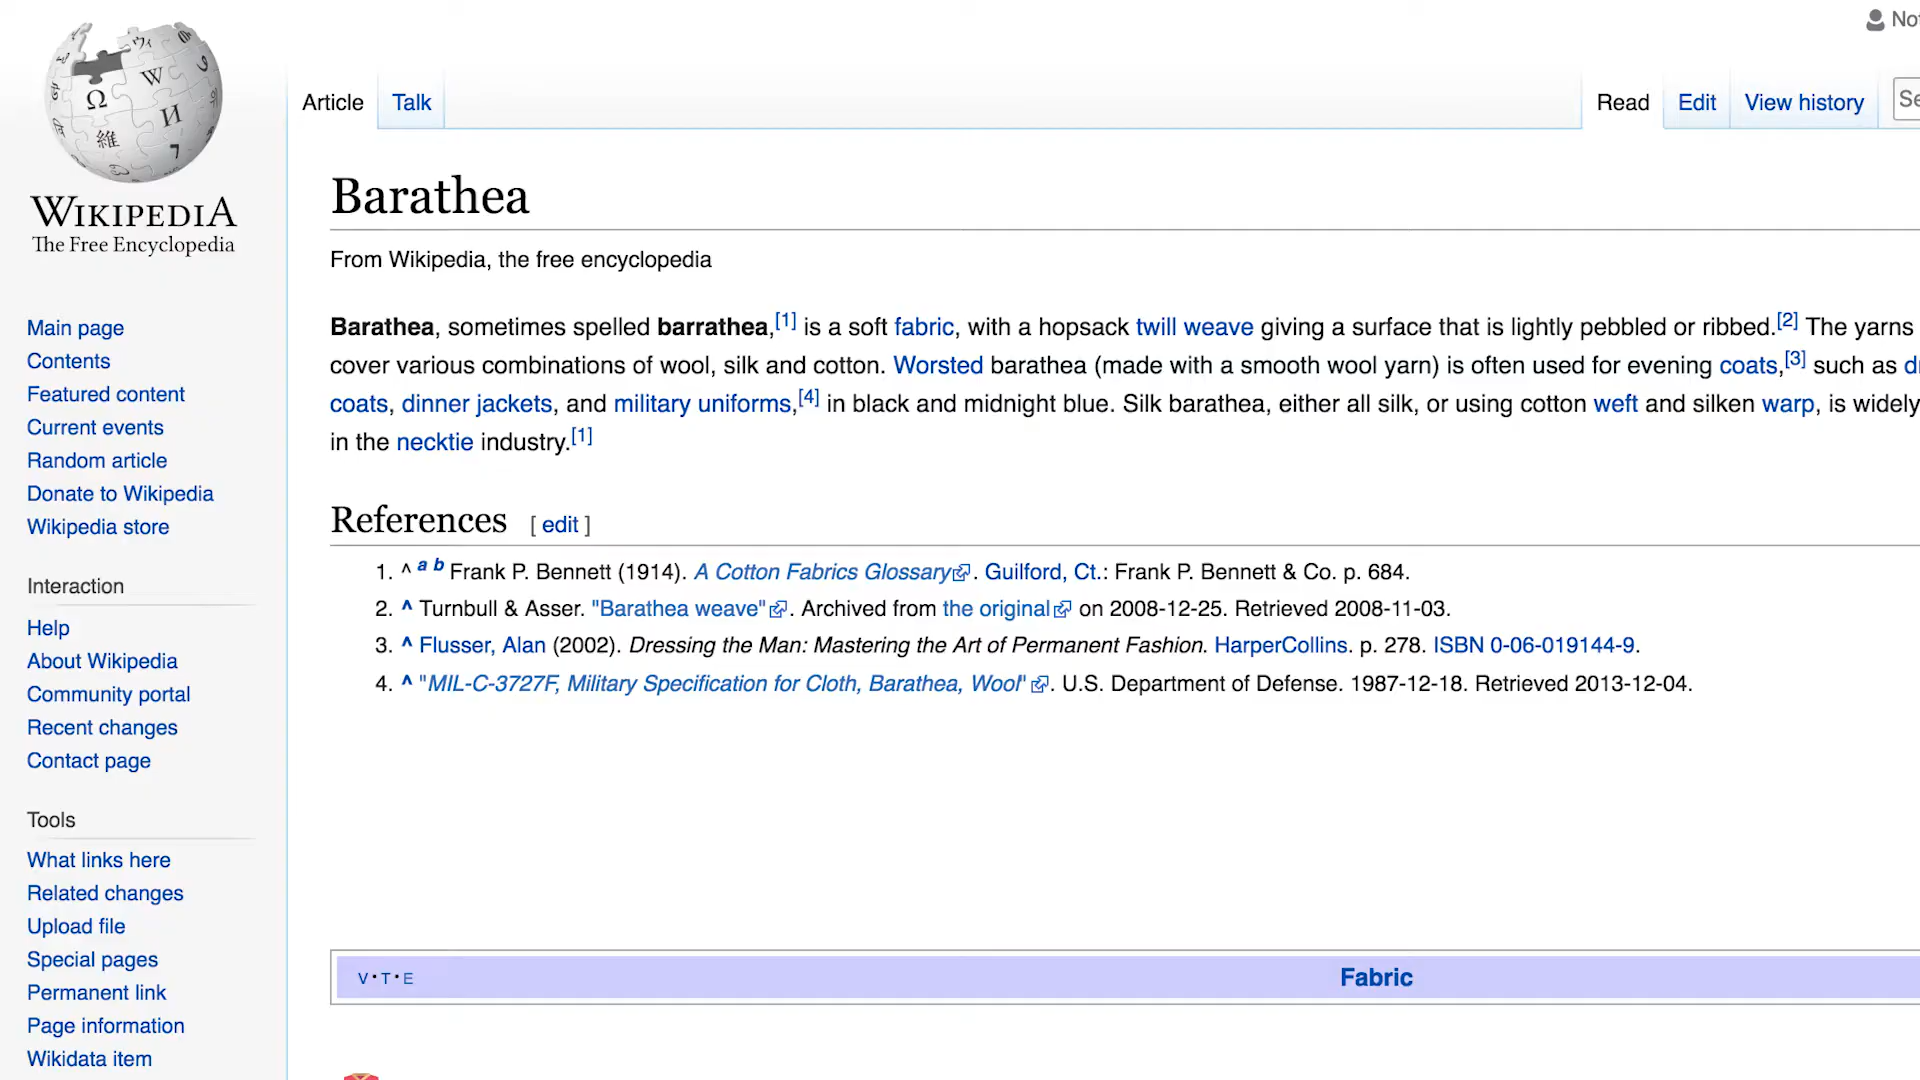 Not
Article Talk Read Edit View history Se
WIKIPEDIA
The Free Encyclopedia
Main page
Contents
Featured content
Current events
Random article
Donate to Wikipedia
Wikipedia store
Interaction
Help
About Wikipedia
Community portal
Recent changes
Contact page
Tools
What links here
Related changes
Upload file
Special pages
Permanent link
Page information
Wikidata item
Barathea
From Wikipedia, the free encyclopedia
Barathea, sometimes spelled barrathea,[1] is a soft fabric, with a hopsack twill weave giving a surface that is lightly pebbled or ribbed.[2] The yarns
cover various combinations of wool, silk and cotton. Worsted barathea (made with a smooth wool yarn) is often used for evening coats,[3] such as d
coats, dinner jackets, and military uniforms,[4] in black and midnight blue. Silk barathea, either all silk, or using cotton weft and silken warp, is widely
in the necktie industry.[1]
References [ edit ]
1. ^ a b Frank P. Bennett (1914). A Cotton Fabrics Glossary. Guilford, Ct.: Frank P. Bennett & Co. p. 684.
2. ^ Turnbull & Asser. "Barathea weave". Archived from the original on 2008-12-25. Retrieved 2008-11-03.
3. ^ Flusser, Alan (2002). Dressing the Man: Mastering the Art of Permanent Fashion. HarperCollins. p. 278. ISBN 0-06-019144-9.
4. ^ "MIL-C-3727F, Military Specification for Cloth, Barathea, Wool". U.S. Department of Defense. 1987-12-18. Retrieved 2013-12-04.
V·T·E Fabric